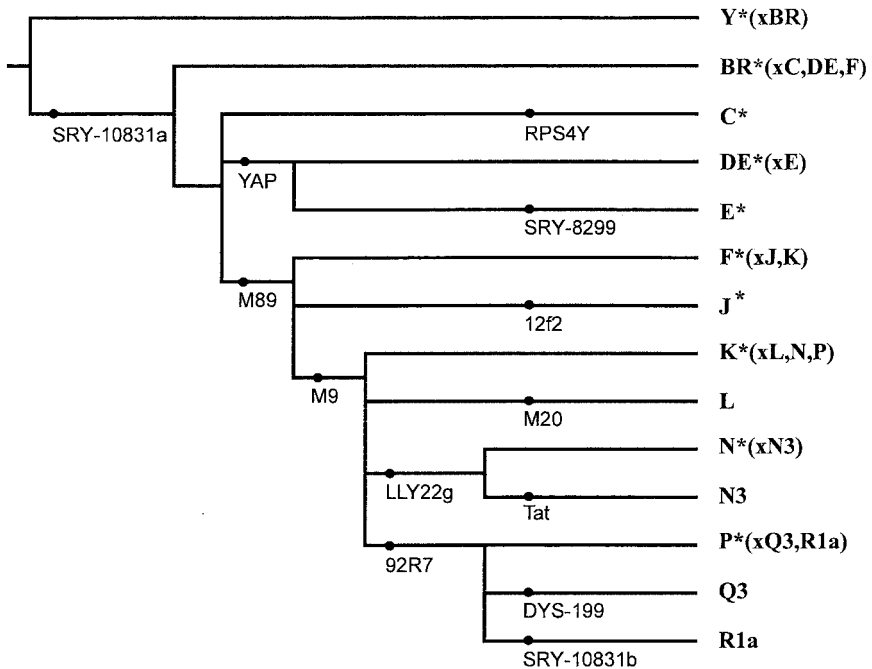 Y*(xBR)
BR*(xC,DE,F)
SRY-10831a
C*
RPS4Y
DE*(xE)
YAP
E*
SRY-8299
F*(xJ,K)
M89
J*
12f2
K*(xL,N,P)
M9
L
M20
N*(xN3)
LLY22g
N3
Tat
P*(xQ3,R1a)
92R7
Q3
DYS-199
R1a
SRY-10831b